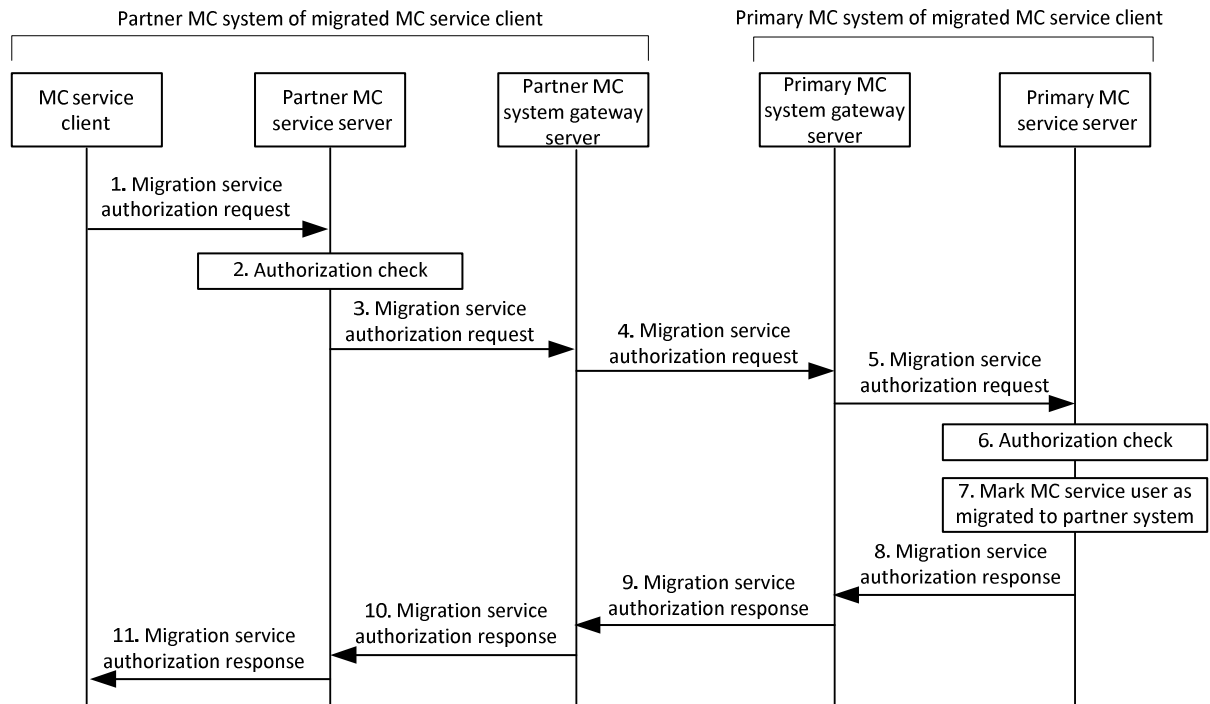 Partner MC system of migrated MC service client
Primary MC system of migrated MC service client
MC service
client
Partner MC
service server
Partner MC
system gateway
server
Primary MC
system gateway
server
Primary MC
service server
1. Migration service
authorization request
2. Authorization check
3. Migration service
authorization request
4. Migration service
authorization request
5. Migration service
authorization request
6. Authorization check
7. Mark MC service user as
migrated to partner system
8. Migration service
authorization response
9. Migration service
authorization response
10. Migration service
authorization response
11. Migration service
authorization response